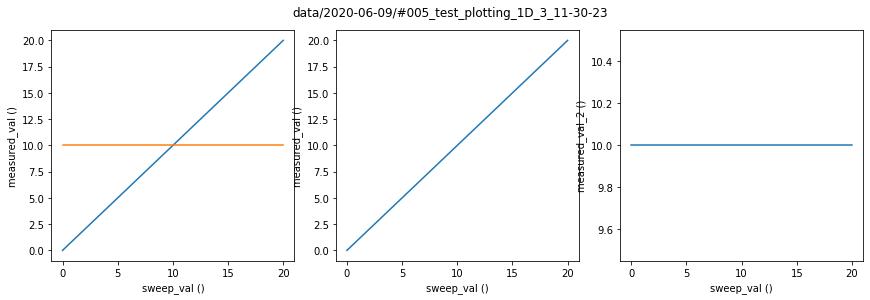 data/2020-06-09/#005_test_plotting_1D_3_11-30-23
measured_val ()
20.0
17.5
15.0
12.5
10.0
7.5
5.0
2.5
0.0
0 5 10 15 20
sweep_val ()
measured_val ()
20.0
17.5
15.0
12.5
10.0
7.5
5.0
2.5
0.0
0 5 10 15 20
sweep_val ()
measured_val_2 ()
10.4
10.2
10.0
9.8
9.6
0 5 10 15 20
sweep_val ()